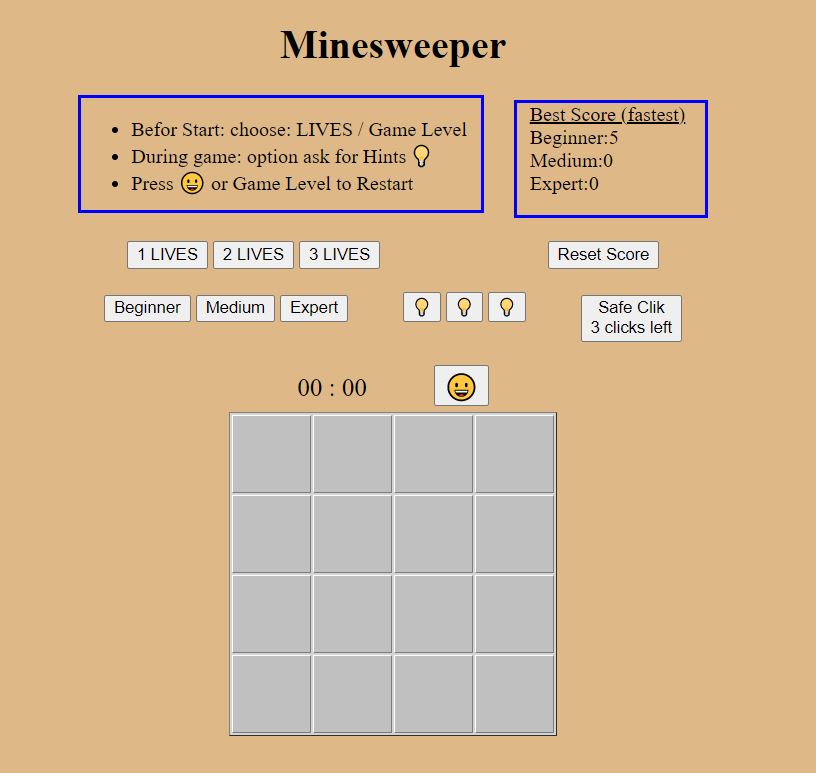 Minesweeper
Befor Start: choose: LIVES / Game Level
During game: option ask for Hints 💡
Press 😀 or Game Level to Restart
Best Score (fastest)
Beginner:5
Medium:0
Expert:0
1 LIVES 2 LIVES 3 LIVES
Reset Score
Beginner Medium Expert
Safe Clik
3 clicks left
00 : 00